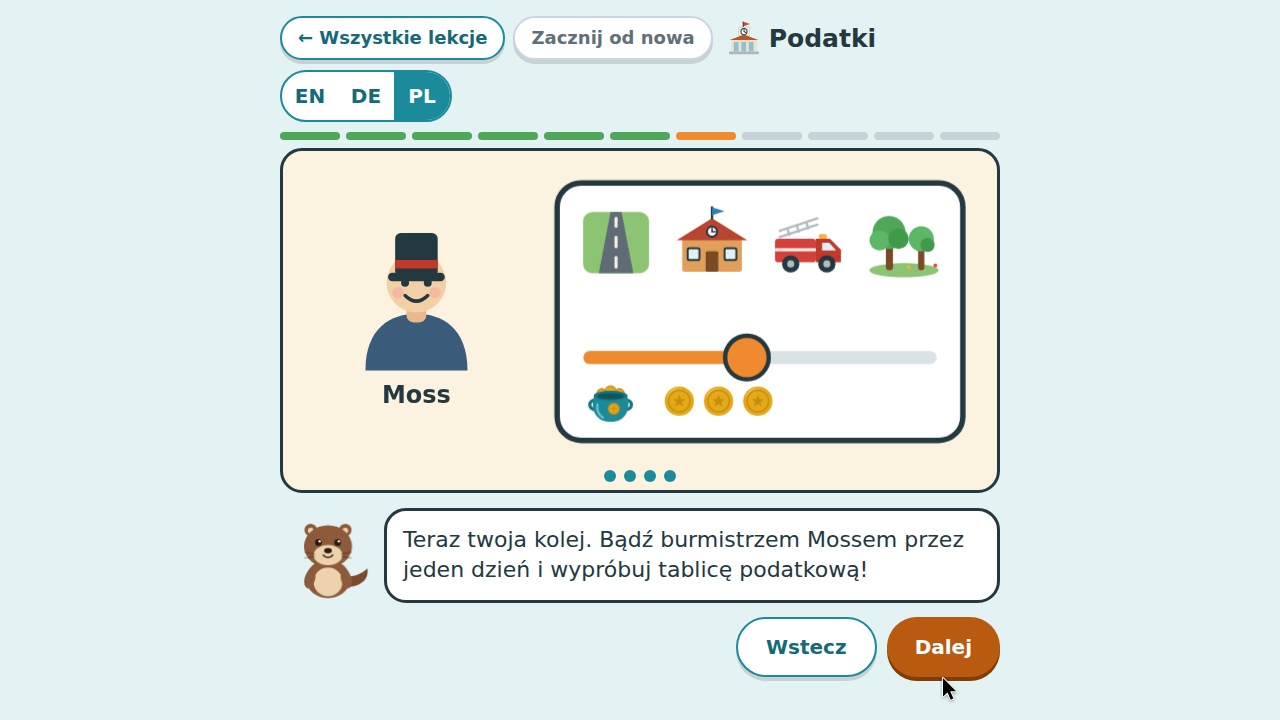 ← Wszystkie lekcje
Zacznij od nowa
Podatki
EN DE PL
Moss
Teraz twoja kolej. Bądź burmistrzem Mossem przez
jeden dzień i wypróbuj tablicę podatkową!
Wstecz
Dalej